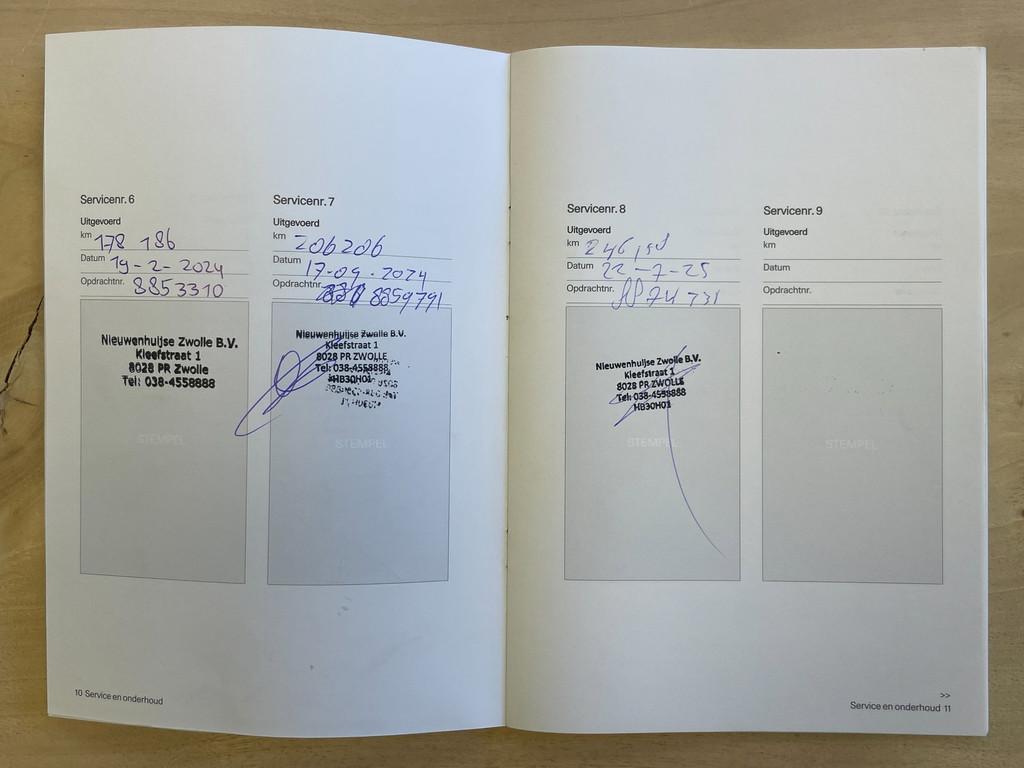 Servicenr. 6
Uitgevoerd
km 178 186
Datum 19-2-2024
Opdrachtnr. 8853310
Nieuwenhuijse Zwolle B.V.
Kleefstraat 1
8028 PR Zwolle
Tel: 038-4558888
STEMPEL
10 Service en onderhoud
Servicenr. 7
Uitgevoerd
km 206206
Datum 17-09-2024
Opdrachtnr. 8859791
Nieuwenhuijse Zwolle B.V.
Kleefstraat 1
8028 PR ZWOLLE
Tel: 038-4558888
HB30H01
STEMPEL
Servicenr. 8
Uitgevoerd
km
Datum 22-7-25
Opdrachtnr.
Nieuwenhuijse Zwolle B.V.
Kleefstraat 1
8028 PR ZWOLLE
Tel: 038-4558888
HB30H01
STEMPEL
Servicenr. 9
Uitgevoerd
km
Datum
Opdrachtnr.
STEMPEL
>>
Service en onderhoud 11